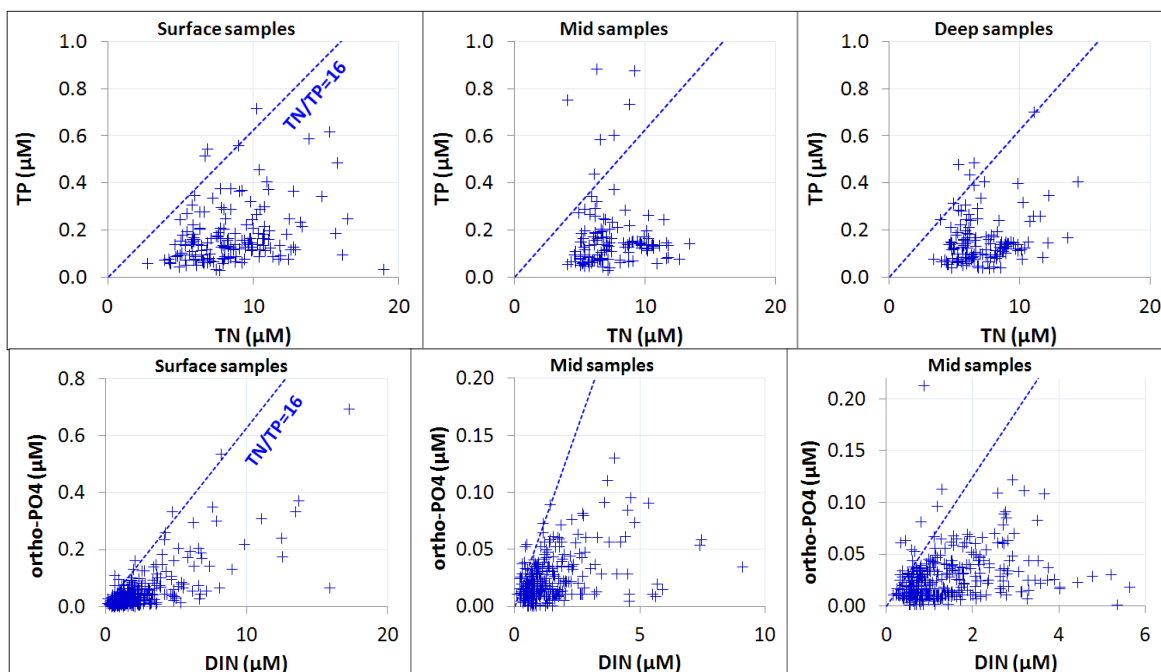 Surface samples
1.0
0.8
0.6
0.4
0.2
0.0
TP (µM)
TN/TP=16
0
10
20
TN (µM)
Mid samples
1.0
0.8
0.6
0.4
0.2
0.0
TP (µM)
0
5
10
15
20
TN (µM)
Deep samples
1.0
0.8
0.6
0.4
0.2
0.0
TP (µM)
0
5
10
15
20
TN (µM)
Surface samples
0.8
0.6
0.4
0.2
0.0
ortho-PO4 (µM)
TN/TP=16
0
10
20
DIN (µM)
Mid samples
0.20
0.15
0.10
0.05
0.00
ortho-PO4 (µM)
0
5
10
DIN (µM)
Mid samples
0.20
0.15
0.10
0.05
0.00
ortho-PO4 (µM)
0
2
4
6
DIN (µM)